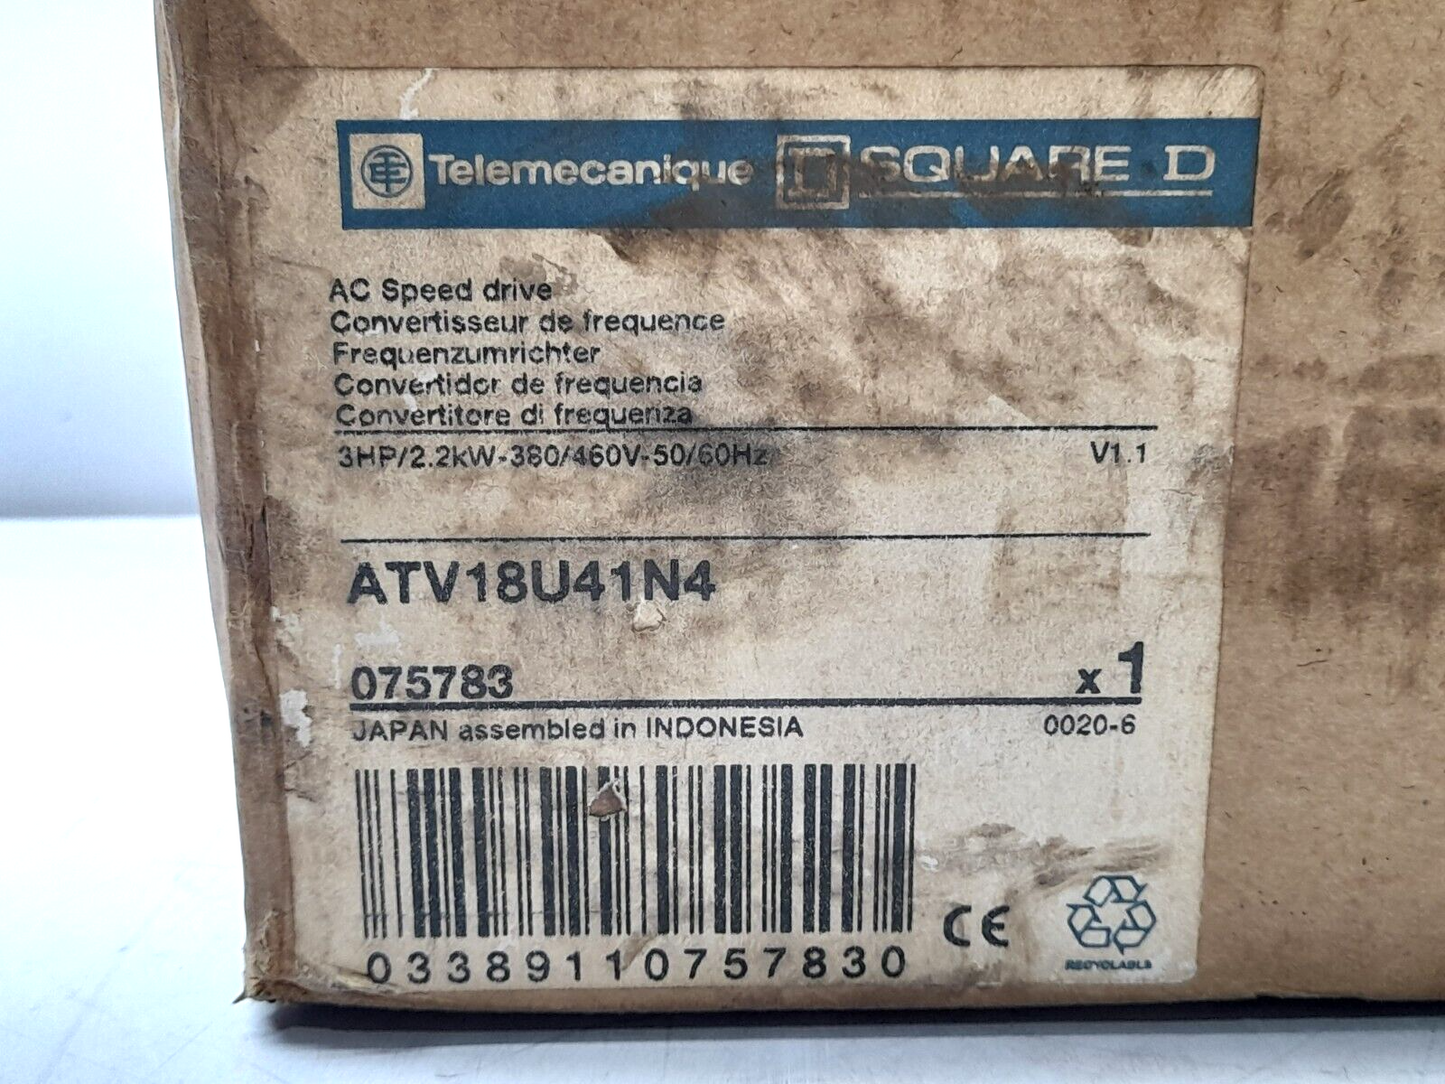 Telemecanique SQUARE D
AC Speed drive
Convertisseur de frequence
Frequenzumrichter
Convertidor de frequencia
Convertitore di frequenza
3HP/2.2kW-380/460V-50/60Hz V1.1
ATV18U41N4
075783 x 1
JAPAN assembled in INDONESIA 0020-6
03389110757830
CE
RECYCLABLE